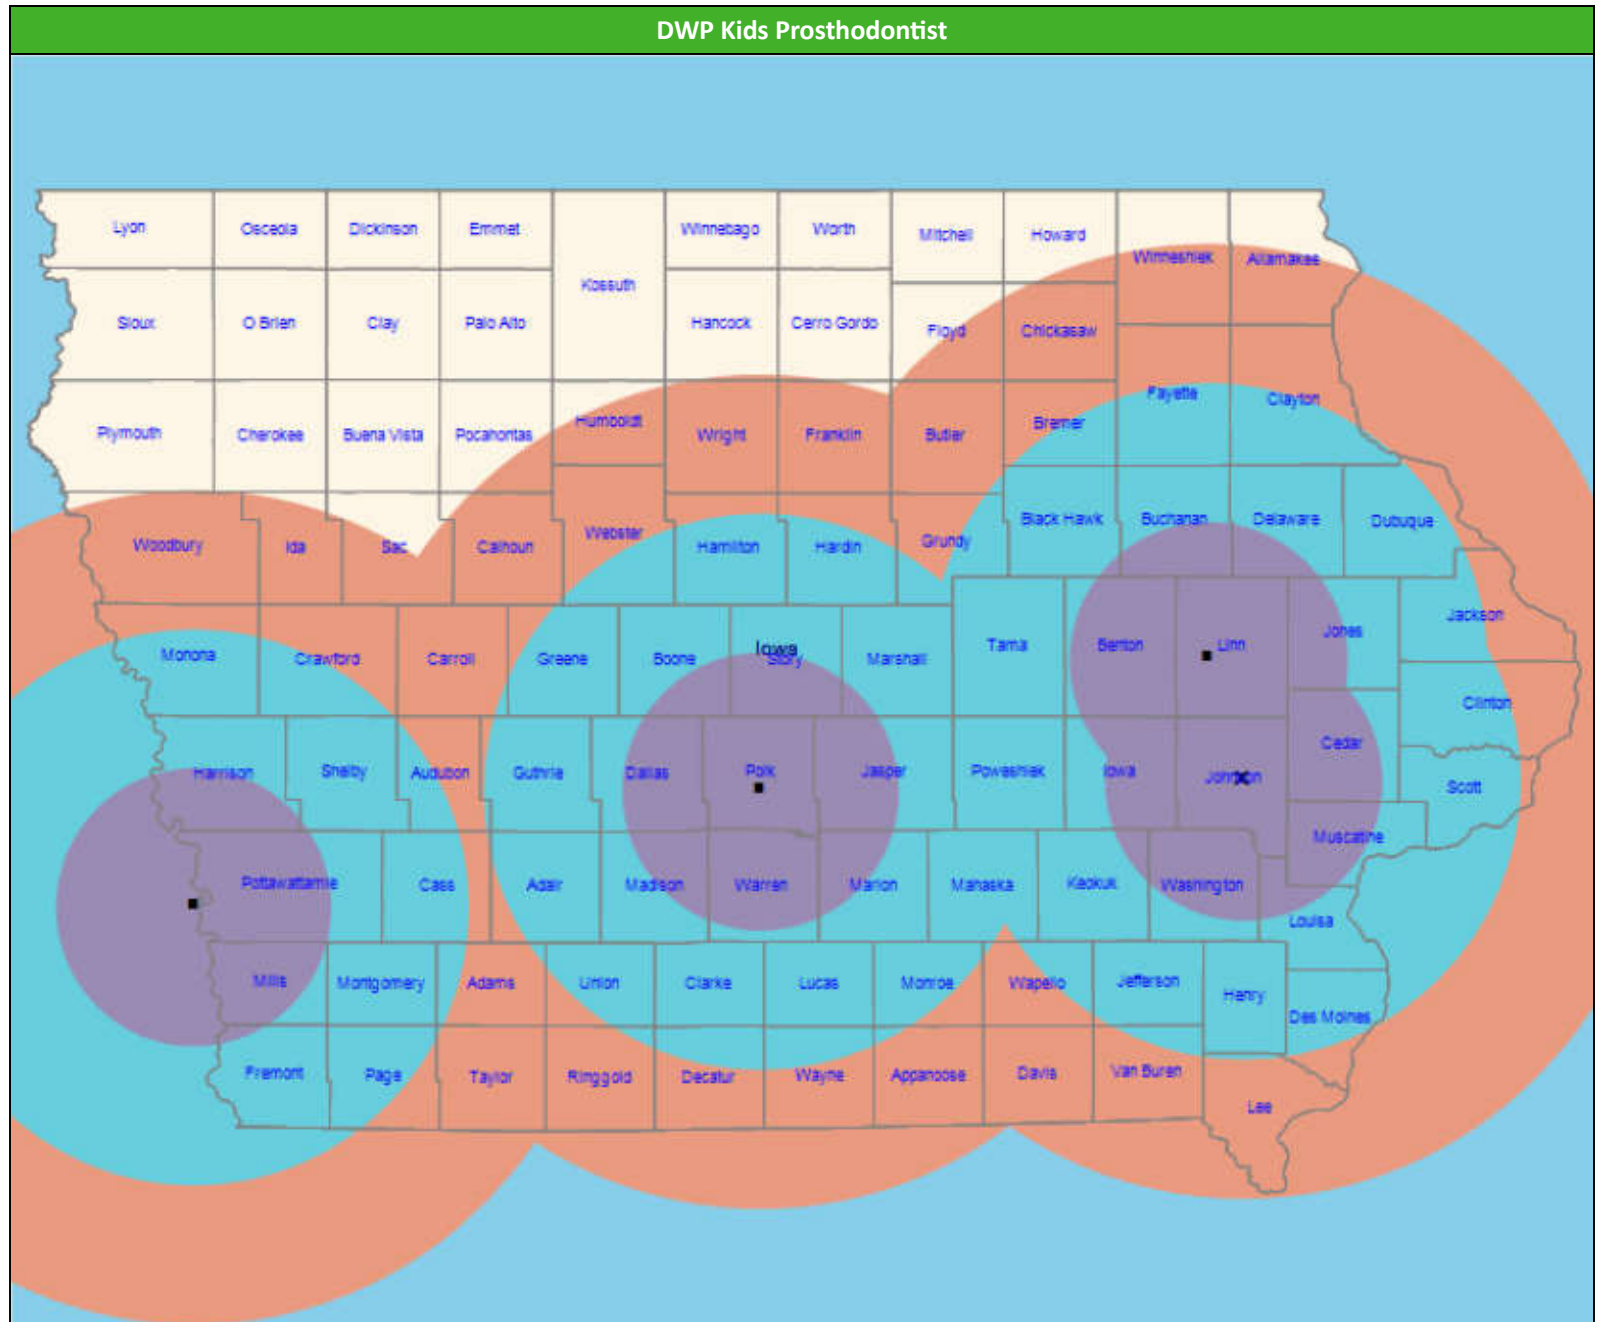 DWP Kids Prosthodontist
Lyon Osceola Dickinson Emmet Winnebago Worth Mitchell Howard
Winneshiek Allamakee
Kossuth
Sioux O Brien Clay Palo Alto Hancock Cerro Gordo Floyd Chickasaw
Fayette Clayton
Plymouth Cherokee Buena Vista Pocahontas Humboldt Wright Franklin Butler Bremer
Woodbury Ida Sac Calhoun Webster Hamilton Hardin Grundy Black Hawk Buchanan Delaware Dubuque
Iowa
Monona Crawford Carroll Greene Boone Story Marshall Tama Benton Linn Jones Jackson
Clinton
Harrison Shelby Audubon Guthrie Dallas Polk Jasper Poweshiek Iowa Johnson Cedar Scott
Muscatine
Pottawattamie Cass Adair Madison Warren Marion Mahaska Keokuk Washington
Louisa
Mills Montgomery Adams Union Clarke Lucas Monroe Wapello Jefferson Henry
Des Moines
Fremont Page Taylor Ringgold Decatur Wayne Appanoose Davis Van Buren
Lee